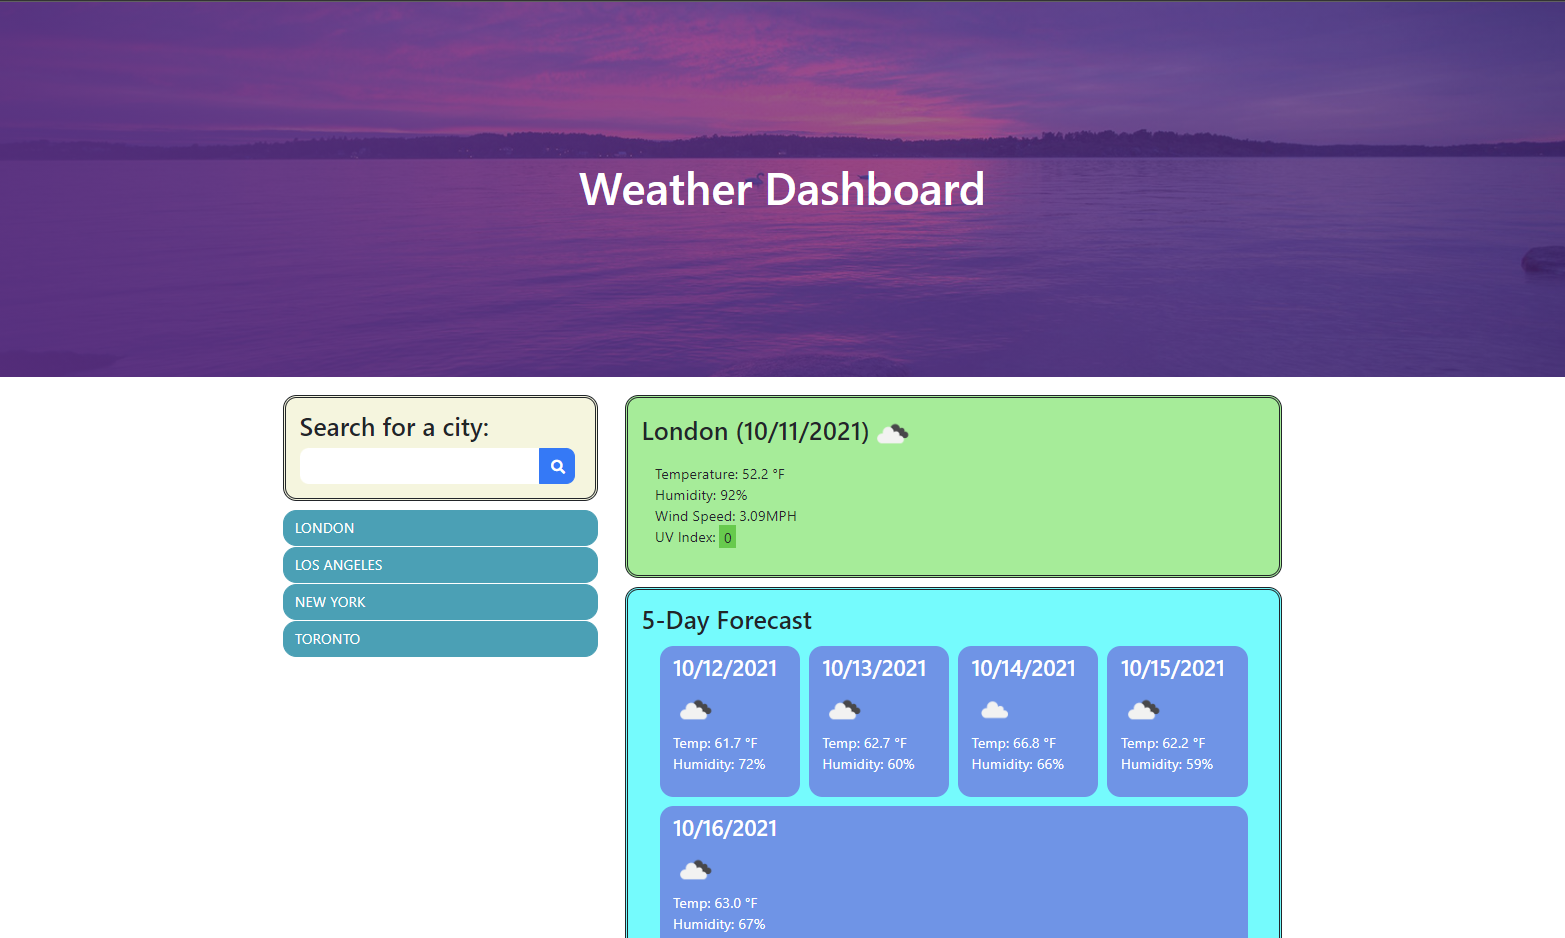 Weather Dashboard
Search for a city:
LONDON
LOS ANGELES
NEW YORK
TORONTO
London (10/11/2021)
Temperature: 52.2 °F
Humidity: 92%
Wind Speed: 3.09MPH
UV Index: 0
5-Day Forecast
10/12/2021
Temp: 61.7 °F
Humidity: 72%
10/13/2021
Temp: 62.7 °F
Humidity: 60%
10/14/2021
Temp: 66.8 °F
Humidity: 66%
10/15/2021
Temp: 62.2 °F
Humidity: 59%
10/16/2021
Temp: 63.0 °F
Humidity: 67%